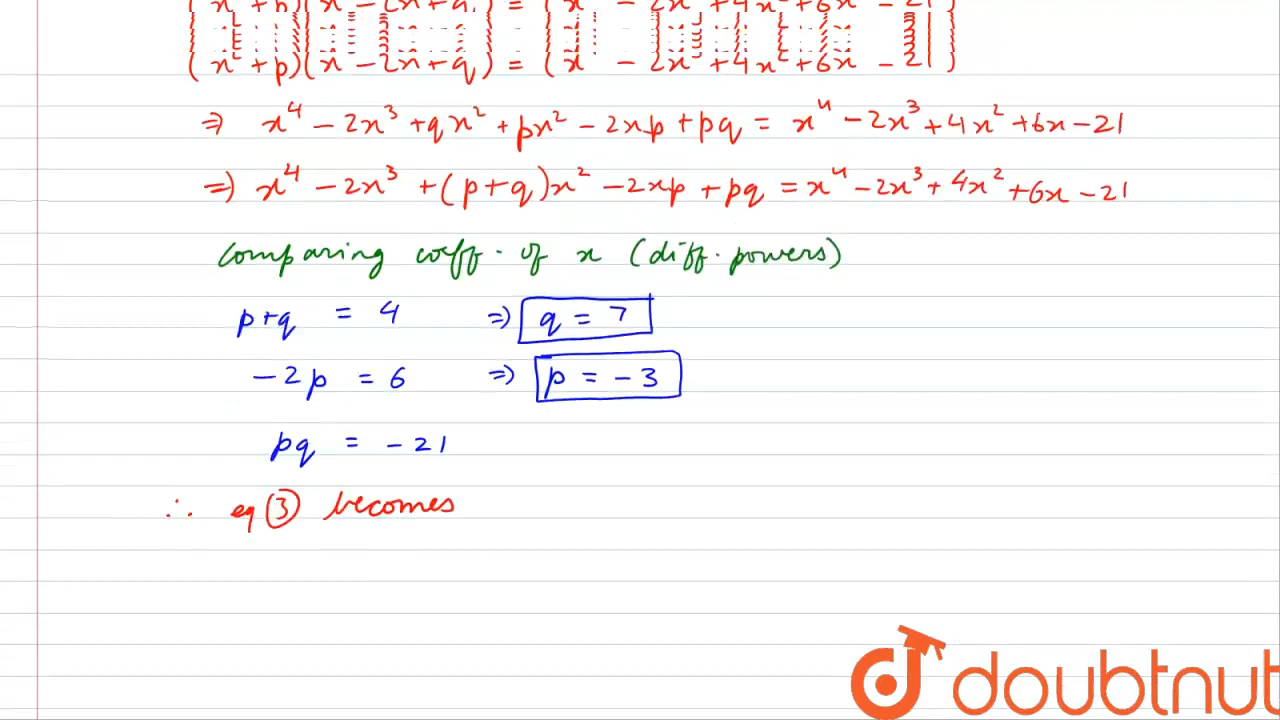 (x² + p)(x² - 2x + q) = (x⁴ - 2x³ + 4x² + 6x - 21)
⇒ x⁴ - 2x³ + qx² + px² - 2xp + pq = x⁴ - 2x³ + 4x² + 6x - 21
⇒ x⁴ - 2x³ + (p+q)x² - 2xp + pq = x⁴ - 2x³ + 4x² + 6x - 21
Comparing coeff. of x (diff. powers)
p+q = 4 ⇒ q = 7
-2p = 6 ⇒ p = -3
pq = -21
∴ eq ③ becomes
doubtnut